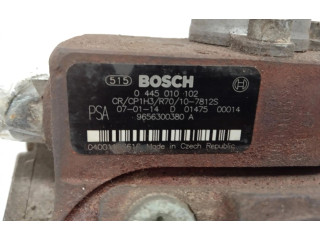 515 BOSCH
0 445 010 102
CR/CP1H3/R70/10-7812S
PSA 07-01-14 D 01475 00014
9656300380 A
Made in Czech Republic